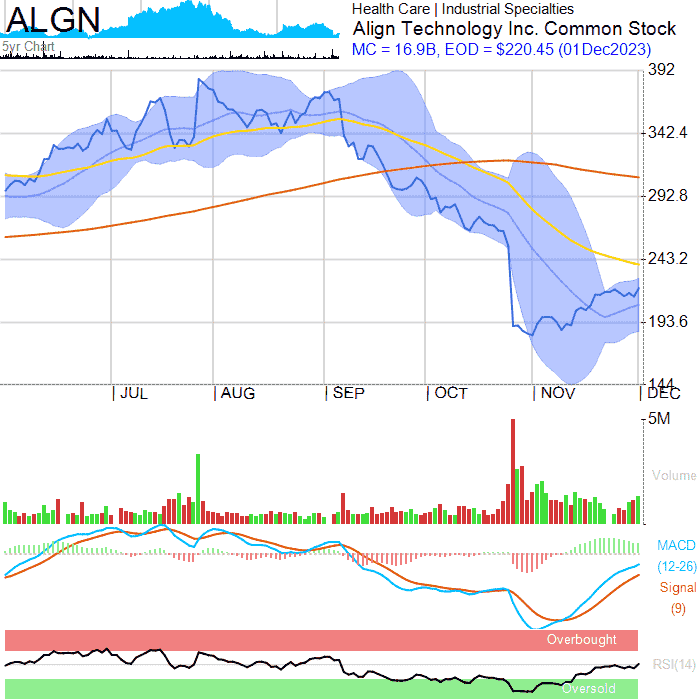 ALGN
5yr Chart
Health Care | Industrial Specialties
Align Technology Inc. Common Stock
MC = 16.9B, EOD = $220.45 (01Dec2023)
392
342.4
292.8
243.2
193.6
144
JUL
AUG
SEP
OCT
NOV
DEC
5M
Volume
MACD
(12-26)
Signal
(9)
Overbought
RSI(14)
Oversold